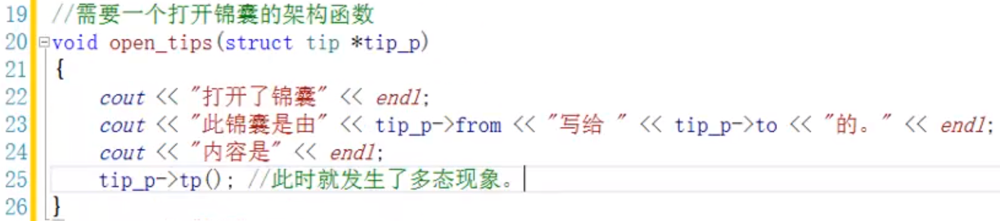 19 //需要一个打开锦囊的架构函数
20 void open_tips(struct tip *tip_p)
21 {
22 cout << "打开了锦囊" << endl;
23 cout << "此锦囊是由" << tip_p->from << "写给 " << tip_p->to << "的。" << endl;
24 cout << "内容是" << endl;
25 tip_p->tp(); //此时就发生了多态现象。
26 }